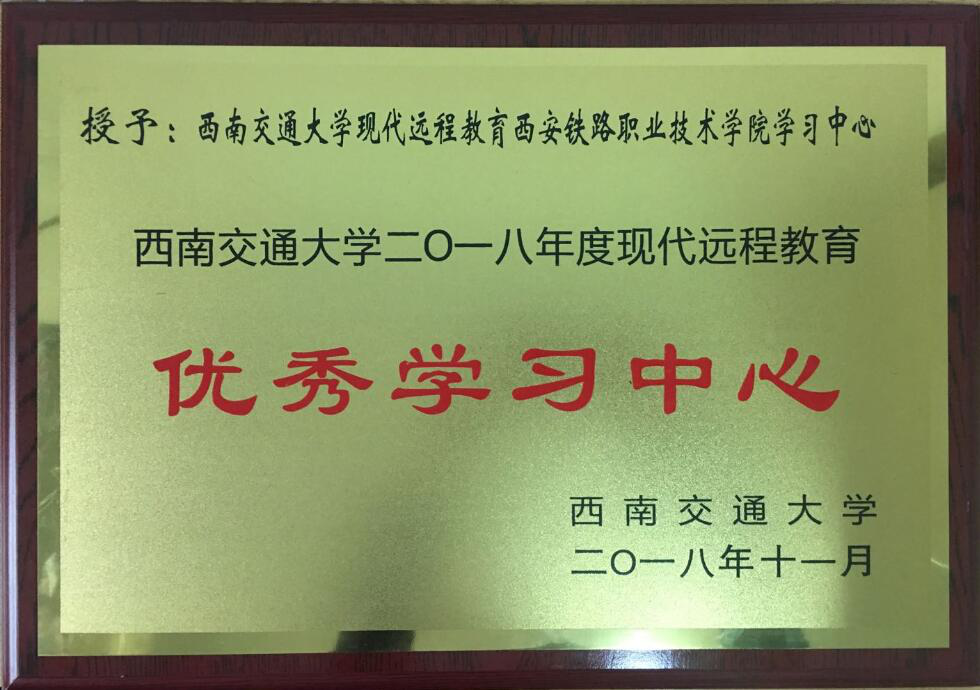 授予：西南交通大学现代远程教育西安铁路职业技术学院学习中心
西南交通大学二〇一八年度现代远程教育
优秀学习中心
西南交通大学
二〇一八年十一月